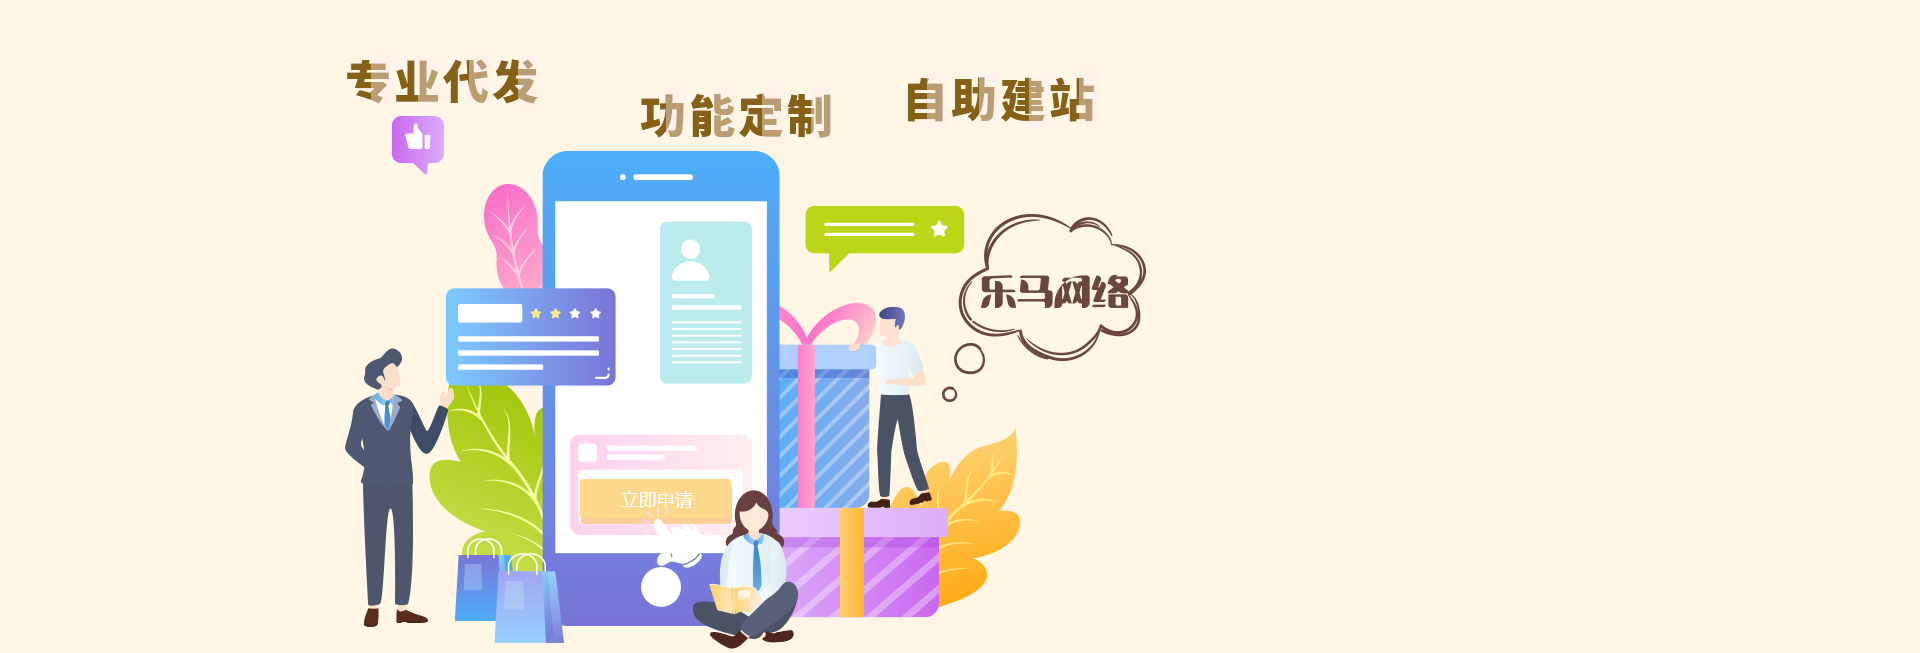 专业代发
功能定制
自助建站
乐马网络
立即申请